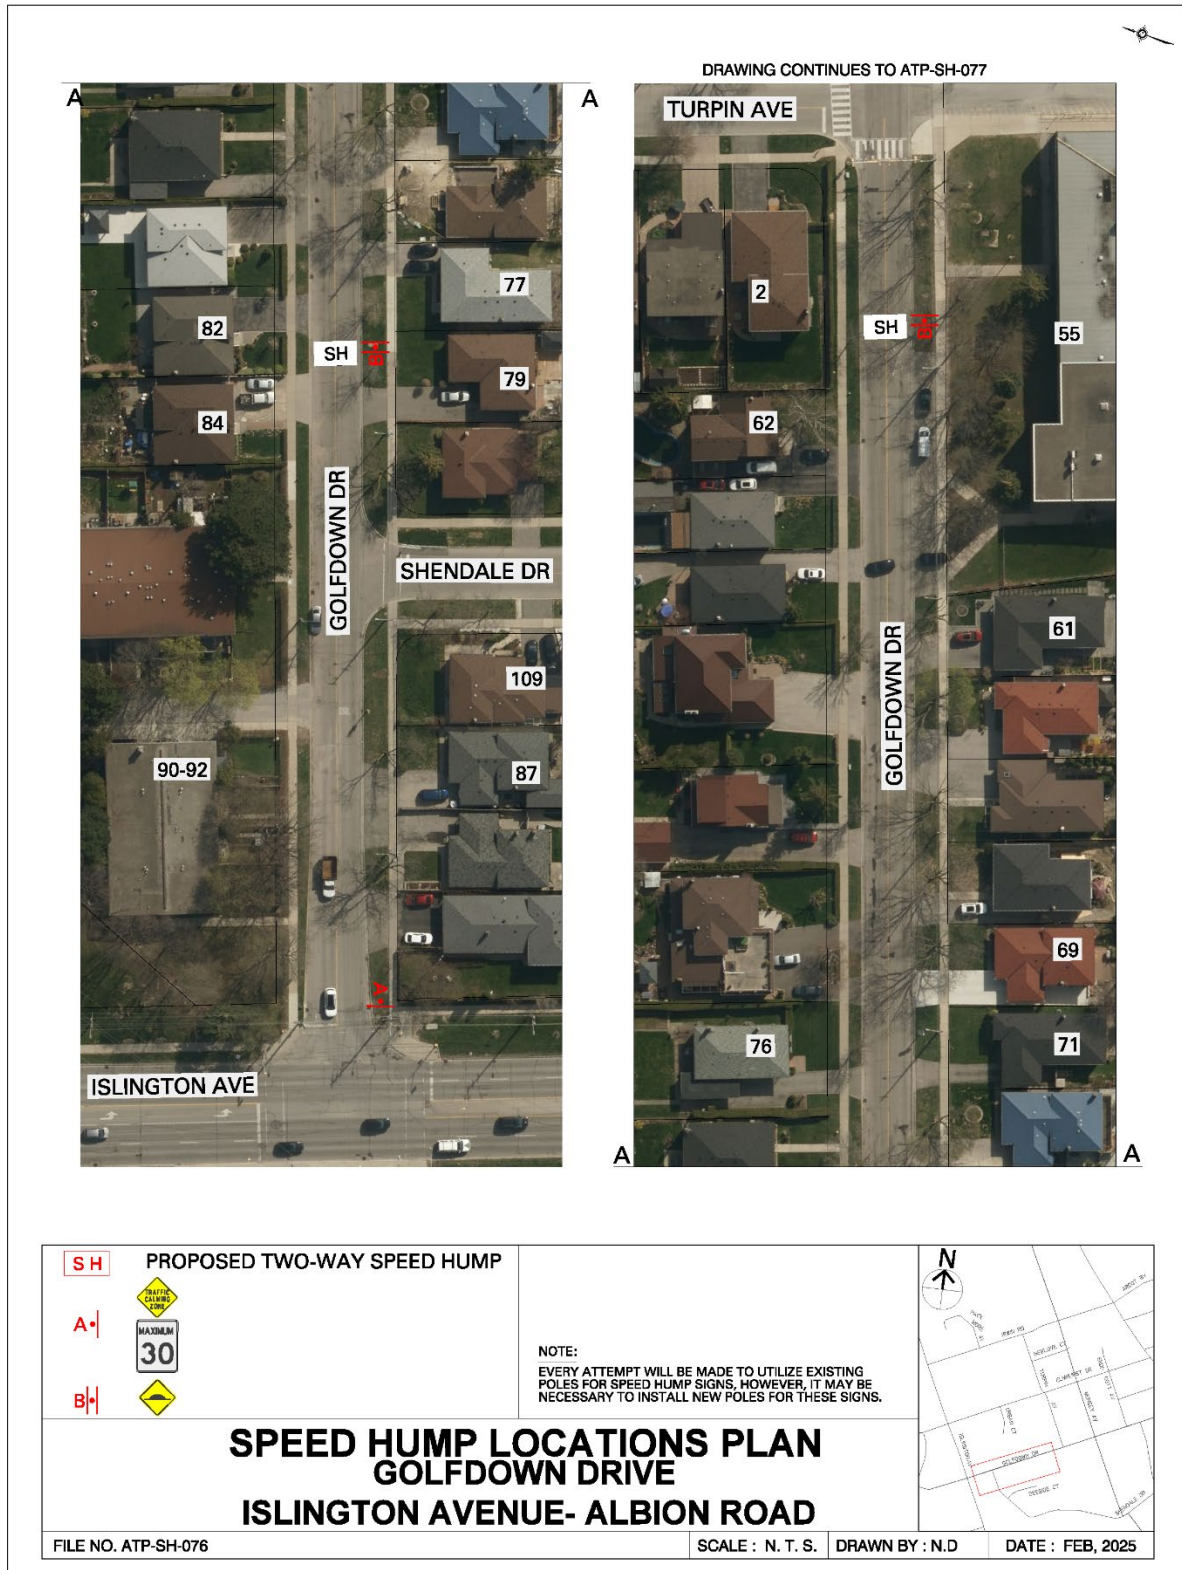 DRAWING CONTINUES TO ATP-SH-077
A
A
77
82
SH
B
79
84
GOLFDOWN DR
SHENDALE DR
109
90-92
87
A
ISLINGTON AVE
TURPIN AVE
2
SH
B
55
62
61
GOLFDOWN DR
69
76
71
A
A
SH
PROPOSED TWO-WAY SPEED HUMP
TRAFFIC
CALMING
ZONE
A
MAXIMUM
30
B
NOTE:
EVERY ATTEMPT WILL BE MADE TO UTILIZE EXISTING
POLES FOR SPEED HUMP SIGNS, HOWEVER, IT MAY BE
NECESSARY TO INSTALL NEW POLES FOR THESE SIGNS.
N
GOLFDOWN DR
SPEED HUMP LOCATIONS PLAN
GOLFDOWN DRIVE
ISLINGTON AVENUE- ALBION ROAD
FILE NO. ATP-SH-076
SCALE : N. T. S.
DRAWN BY : N.D
DATE : FEB, 2025